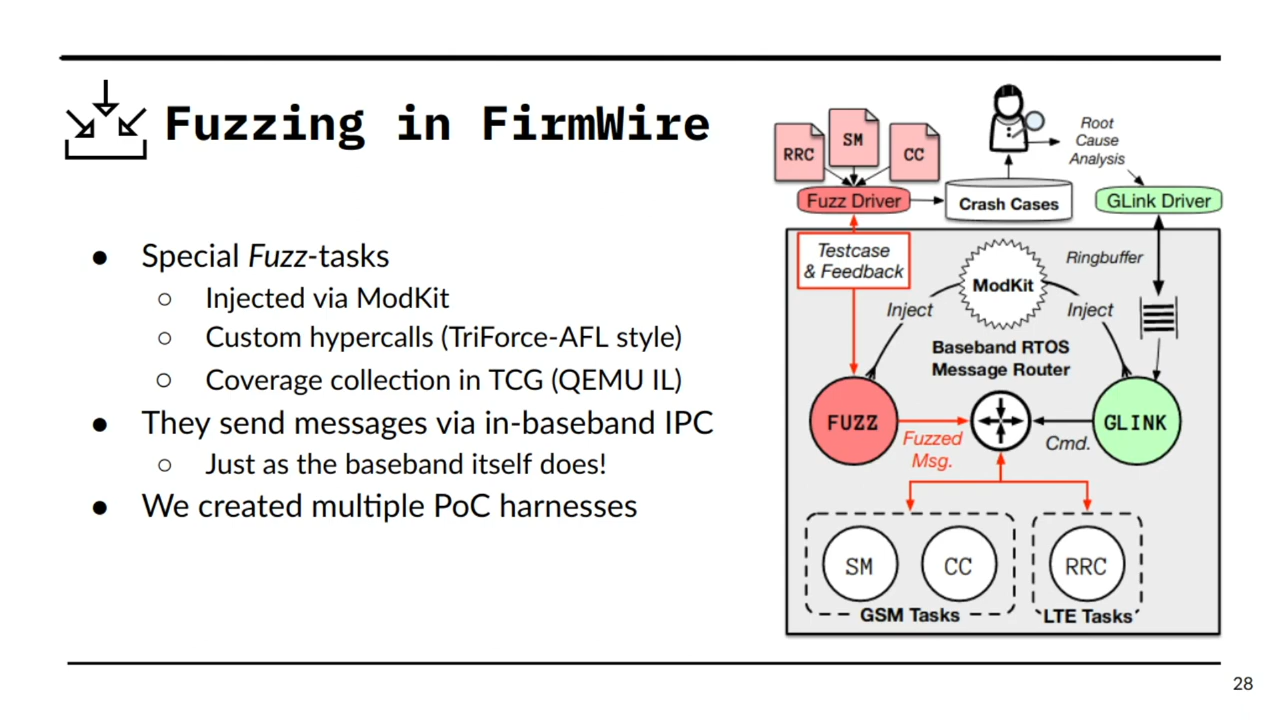 Fuzzing in FirmWire
● Special Fuzz-tasks
○ Injected via ModKit
○ Custom hypercalls (TriForce-AFL style)
○ Coverage collection in TCG (QEMU IL)
● They send messages via in-baseband IPC
○ Just as the baseband itself does!
● We created multiple PoC harnesses
RRC
SM
CC
Fuzz Driver
Crash Cases
Root
Cause
Analysis
GLink Driver
Testcase
& Feedback
ModKit
Ringbuffer
Inject
Inject
Baseband RTOS
Message Router
FUZZ
Fuzzed
Msg.
GLINK
Cmd.
SM
CC
RRC
GSM Tasks
LTE Tasks
28